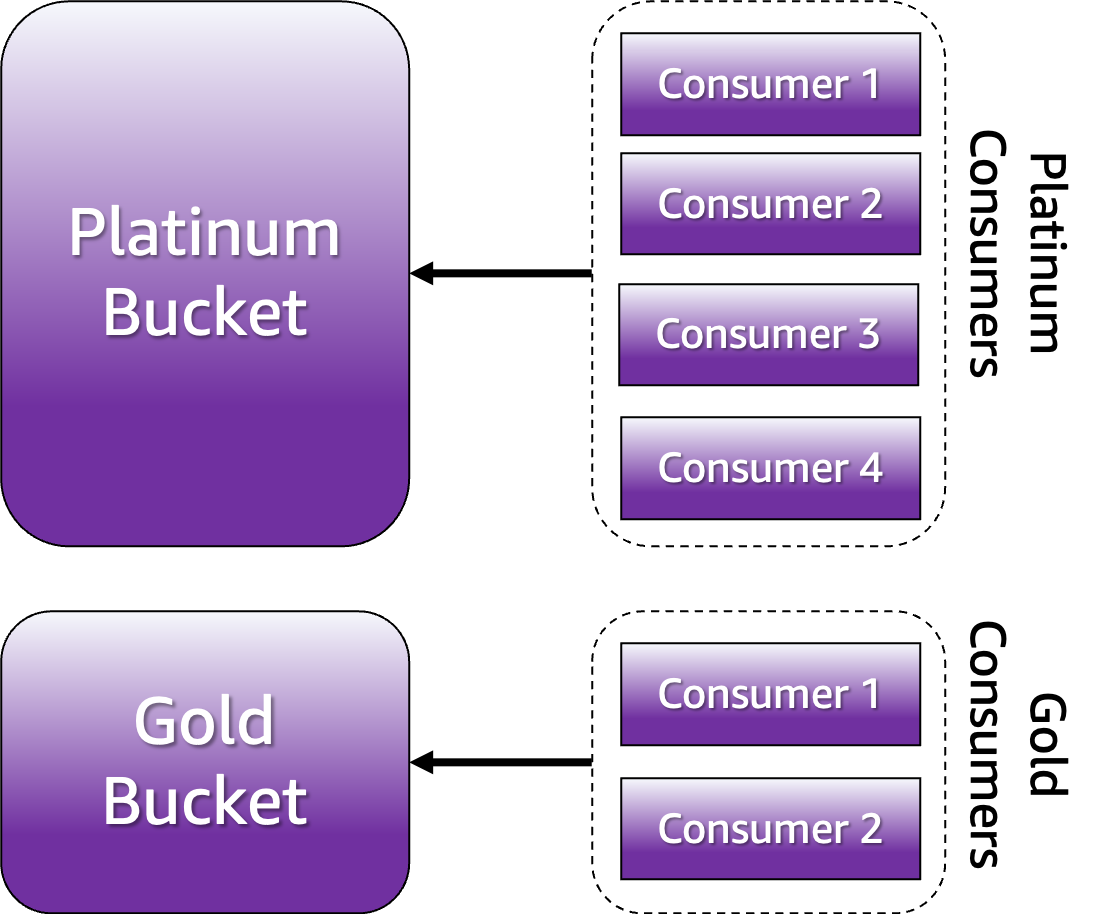 Platinum
Bucket
Consumer 1
Consumer 2
Consumer 3
Consumer 4
Platinum
Consumers
Gold
Bucket
Consumer 1
Consumer 2
Gold
Consumers